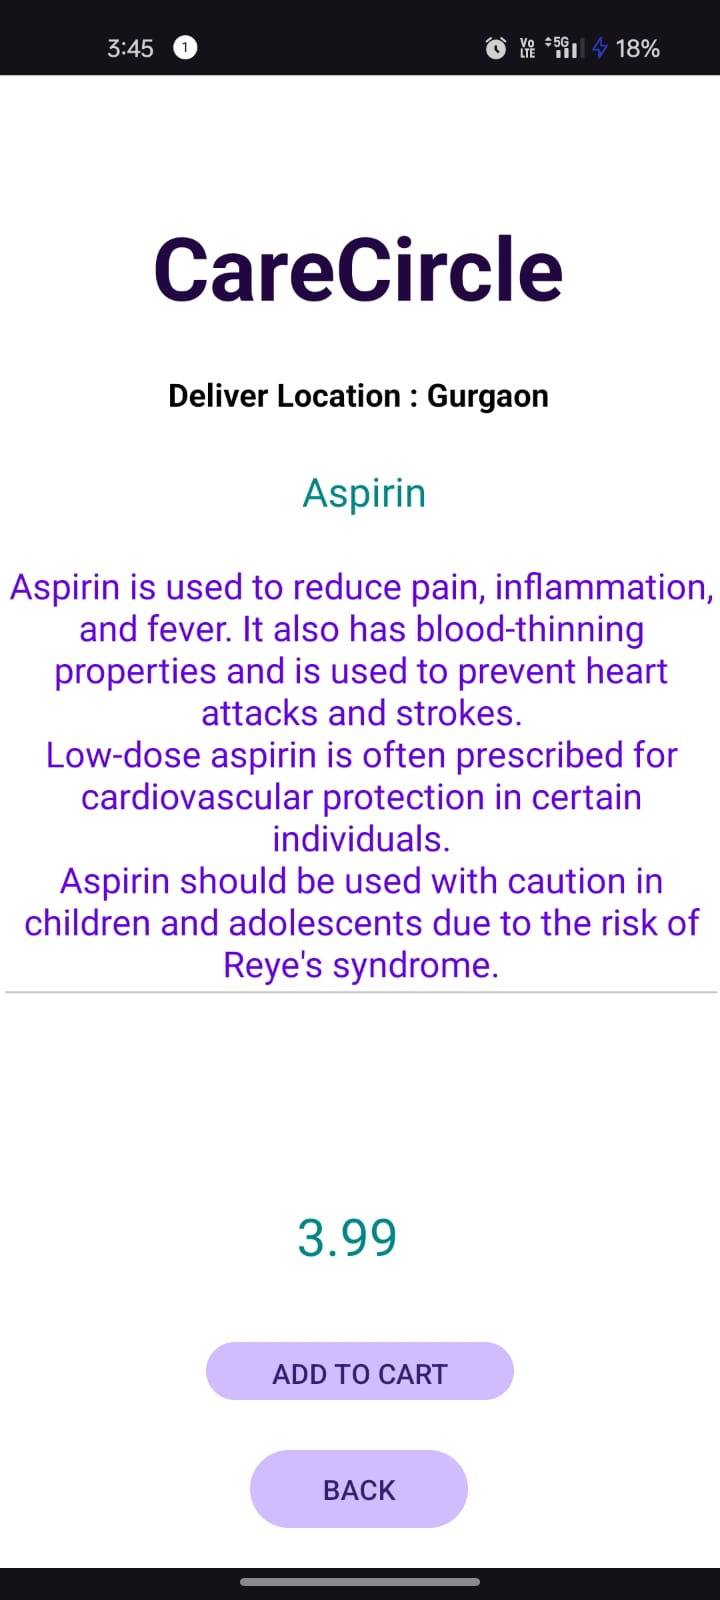 3:45 1 Vo LTE 5G 18%
CareCircle
Deliver Location : Gurgaon
Aspirin
Aspirin is used to reduce pain, inflammation,
and fever. It also has blood-thinning
properties and is used to prevent heart
attacks and strokes.
Low-dose aspirin is often prescribed for
cardiovascular protection in certain
individuals.
Aspirin should be used with caution in
children and adolescents due to the risk of
Reye's syndrome.
3.99
ADD TO CART
BACK